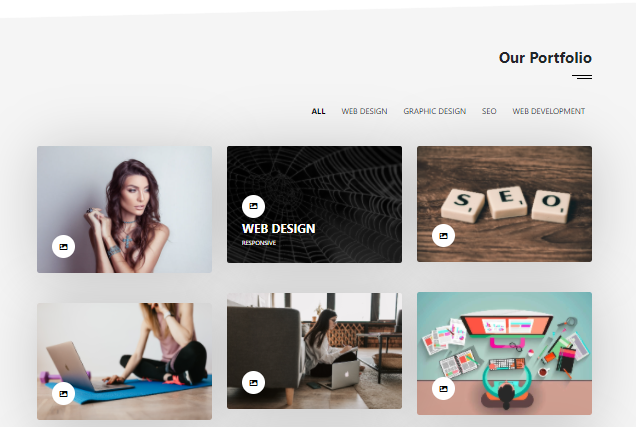 Our Portfolio
ALL WEB DESIGN GRAPHIC DESIGN SEO WEB DEVELOPMENT
WEB DESIGN
RESPONSIVE
S E O